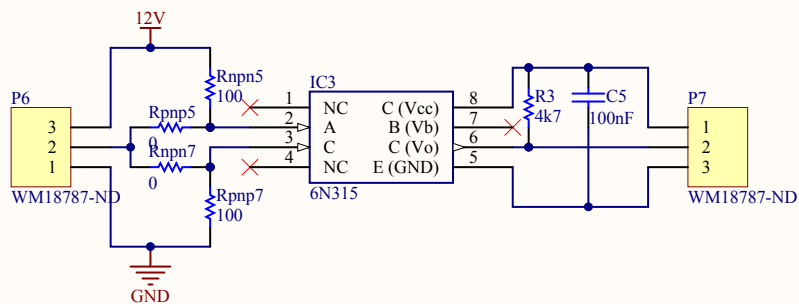 12V
P6
3
2
1
WM18787-ND
Rnpn5
100
Rpnp5
0
Rnpn7
0
Rpnp7
100
GND
IC3
1 NC C (Vcc) 8
2 A B (Vb) 7
3 C C (Vo) 6
4 NC E (GND) 5
6N315
R3
4k7
C5
100nF
P7
1
2
3
WM18787-ND